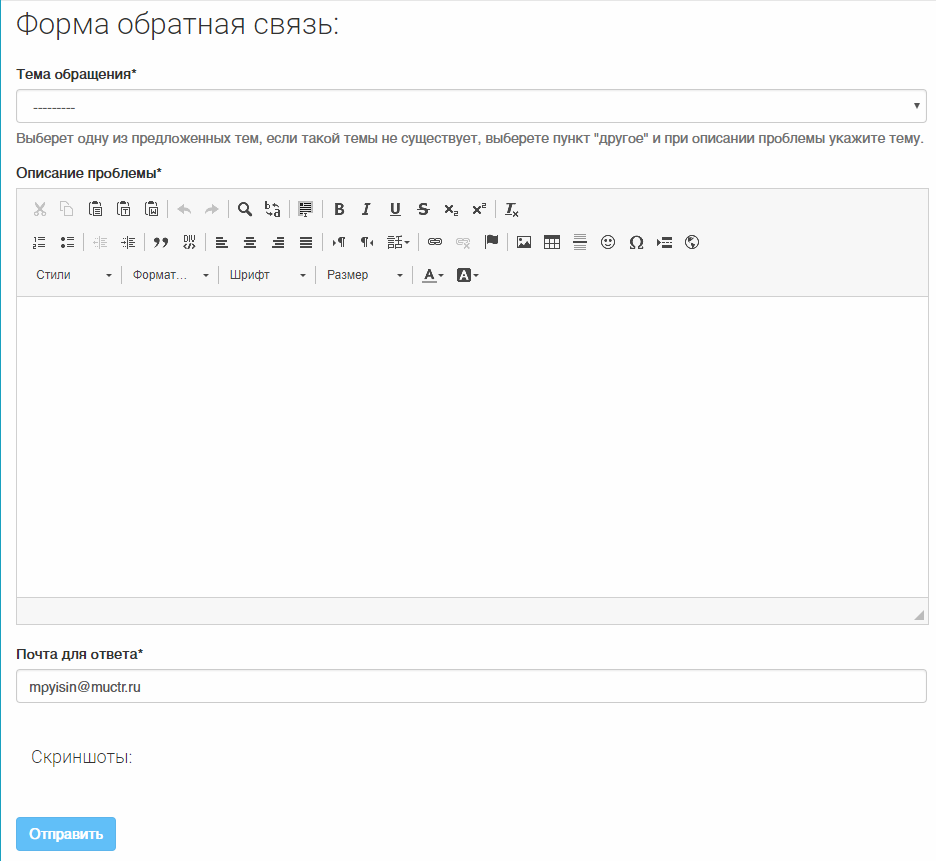 Форма обратная связь:
Тема обращения*
---------
Выберет одну из предложенных тем, если такой темы не существует, выберете пункт "другое" и при описании проблемы укажите тему.
Описание проблемы*
Стили Формат... Шрифт Размер
Почта для ответа*
mpyisin@muctr.ru
Скриншоты:
Отправить